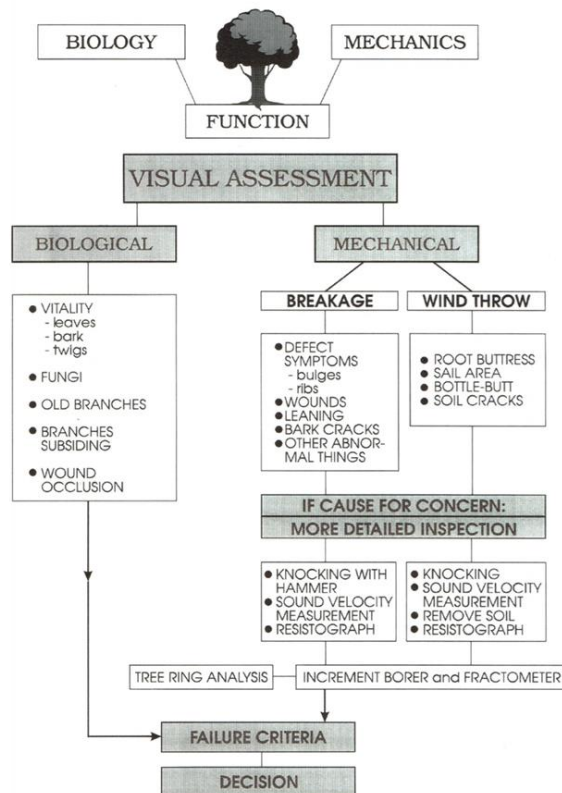 BIOLOGY
MECHANICS
FUNCTION
VISUAL ASSESSMENT
BIOLOGICAL
MECHANICAL
● VITALITY
- leaves
- bark
- twigs
● FUNGI
● OLD BRANCHES
● BRANCHES
SUBSIDING
● WOUND
OCCLUSION
BREAKAGE
● DEFECT
SYMPTOMS
- bulges
- ribs
● WOUNDS
● LEANING
● BARK CRACKS
● OTHER ABNOR-
MAL THINGS
WIND THROW
● ROOT BUTTRESS
● SAIL AREA
● BOTTLE-BUTT
● SOIL CRACKS
IF CAUSE FOR CONCERN:
MORE DETAILED INSPECTION
● KNOCKING WITH
HAMMER
● SOUND VELOCITY
MEASUREMENT
● RESISTOGRAPH
● KNOCKING
● SOUND VELOCITY
MEASUREMENT
● REMOVE SOIL
● RESISTOGRAPH
TREE RING ANALYSIS
INCREMENT BORER and FRACTOMETER
FAILURE CRITERIA
DECISION